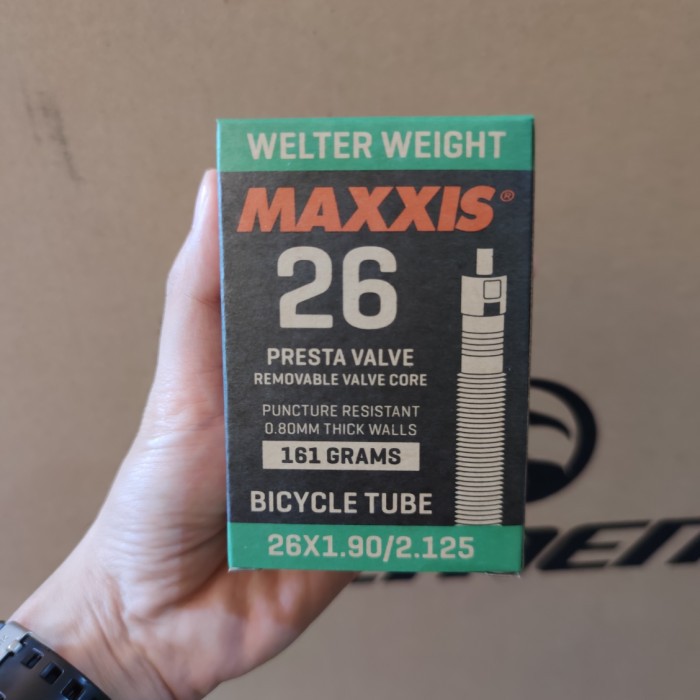 WELTER WEIGHT
MAXXIS®
26
PRESTA VALVE
REMOVABLE VALVE CORE
PUNCTURE RESISTANT
0.80MM THICK WALLS
161 GRAMS
BICYCLE TUBE
26X1.90/2.125